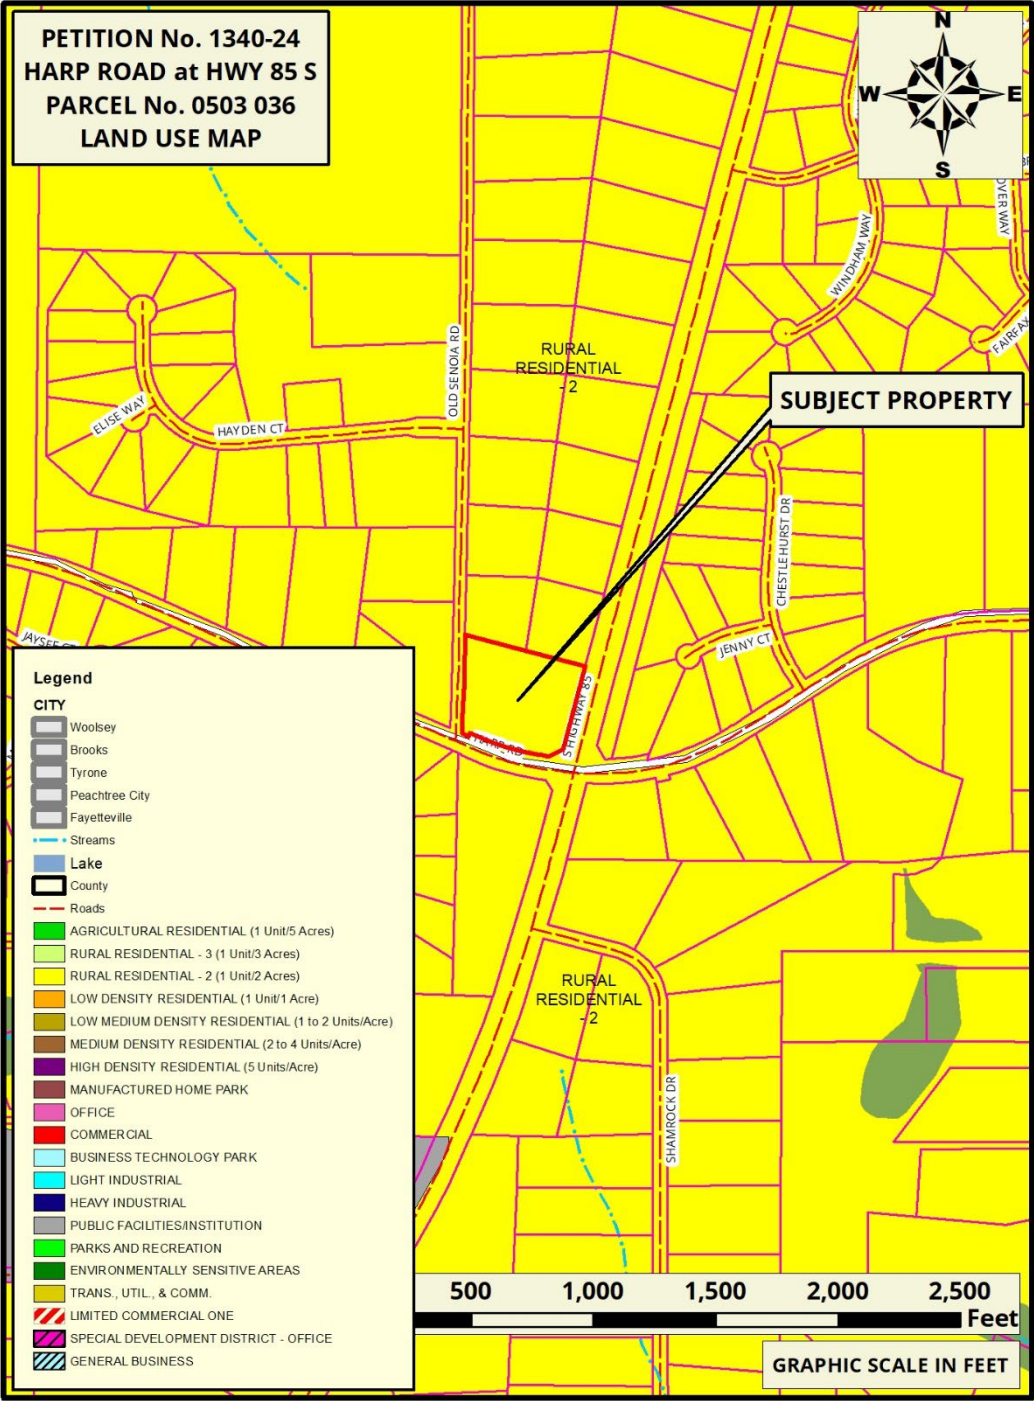 PETITION No. 1340-24
HARP ROAD at HWY 85 S
PARCEL No. 0503 036
LAND USE MAP
N
W
E
S
OVER WAY
WINDHAM WAY
FAIRFAX
OLD SENOIA RD
RURAL
RESIDENTIAL
- 2
SUBJECT PROPERTY
ELISE WAY
HAYDEN CT
CHESTLEHURST DR
JENNY CT
S HIGHWAY 85
HARP RD
RURAL
RESIDENTIAL
- 2
SHAMROCK DR
Legend
CITY
Woolsey
Brooks
Tyrone
Peachtree City
Fayetteville
Streams
Lake
County
Roads
AGRICULTURAL RESIDENTIAL (1 Unit/5 Acres)
RURAL RESIDENTIAL - 3 (1 Unit/3 Acres)
RURAL RESIDENTIAL - 2 (1 Unit/2 Acres)
LOW DENSITY RESIDENTIAL (1 Unit/1 Acre)
LOW MEDIUM DENSITY RESIDENTIAL (1 to 2 Units/Acre)
MEDIUM DENSITY RESIDENTIAL (2 to 4 Units/Acre)
HIGH DENSITY RESIDENTIAL (5 Units/Acre)
MANUFACTURED HOME PARK
OFFICE
COMMERCIAL
BUSINESS TECHNOLOGY PARK
LIGHT INDUSTRIAL
HEAVY INDUSTRIAL
PUBLIC FACILITIES/INSTITUTION
PARKS AND RECREATION
ENVIRONMENTALLY SENSITIVE AREAS
TRANS., UTIL., & COMM.
LIMITED COMMERCIAL ONE
SPECIAL DEVELOPMENT DISTRICT - OFFICE
GENERAL BUSINESS
500 1,000 1,500 2,000 2,500
Feet
GRAPHIC SCALE IN FEET